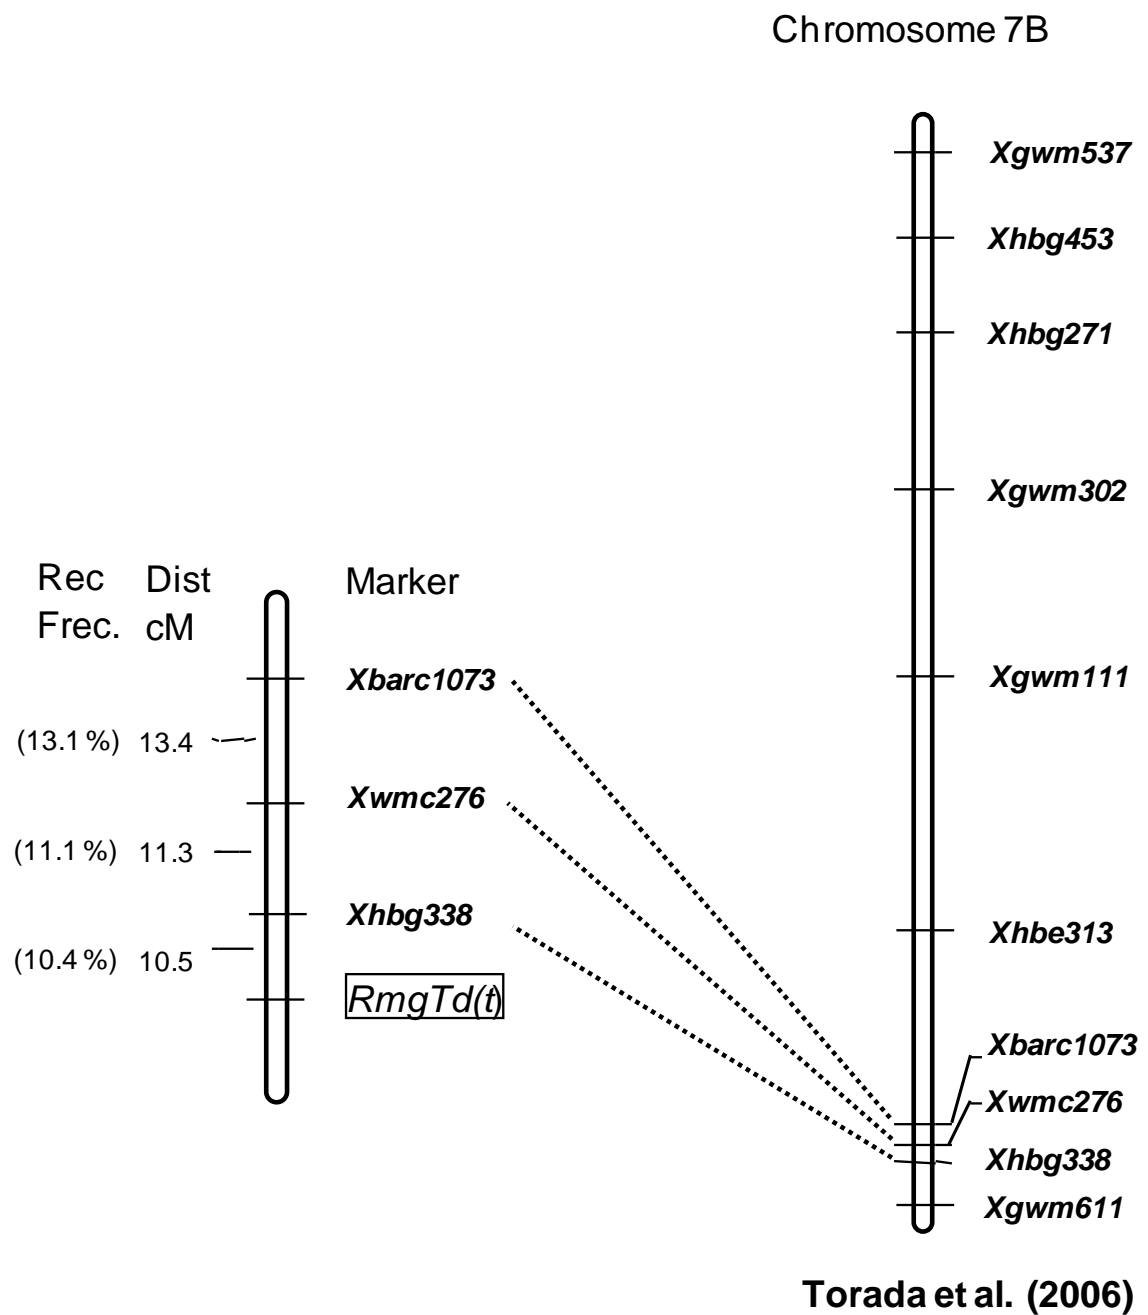 Chromosome 7B
Xgwm537
Xhbg453
Xhbg271
Xgwm302
Xgwm111
Xhbe313
Xbarc1073
Xwmc276
Xhbg338
Xgwm611
Rec Dist Marker
Frec. cM
Xbarc1073
(13.1 %) 13.4
Xwmc276
(11.1 %) 11.3
Xhbg338
(10.4 %) 10.5
RmgTd(t)
Torada et al. (2006)